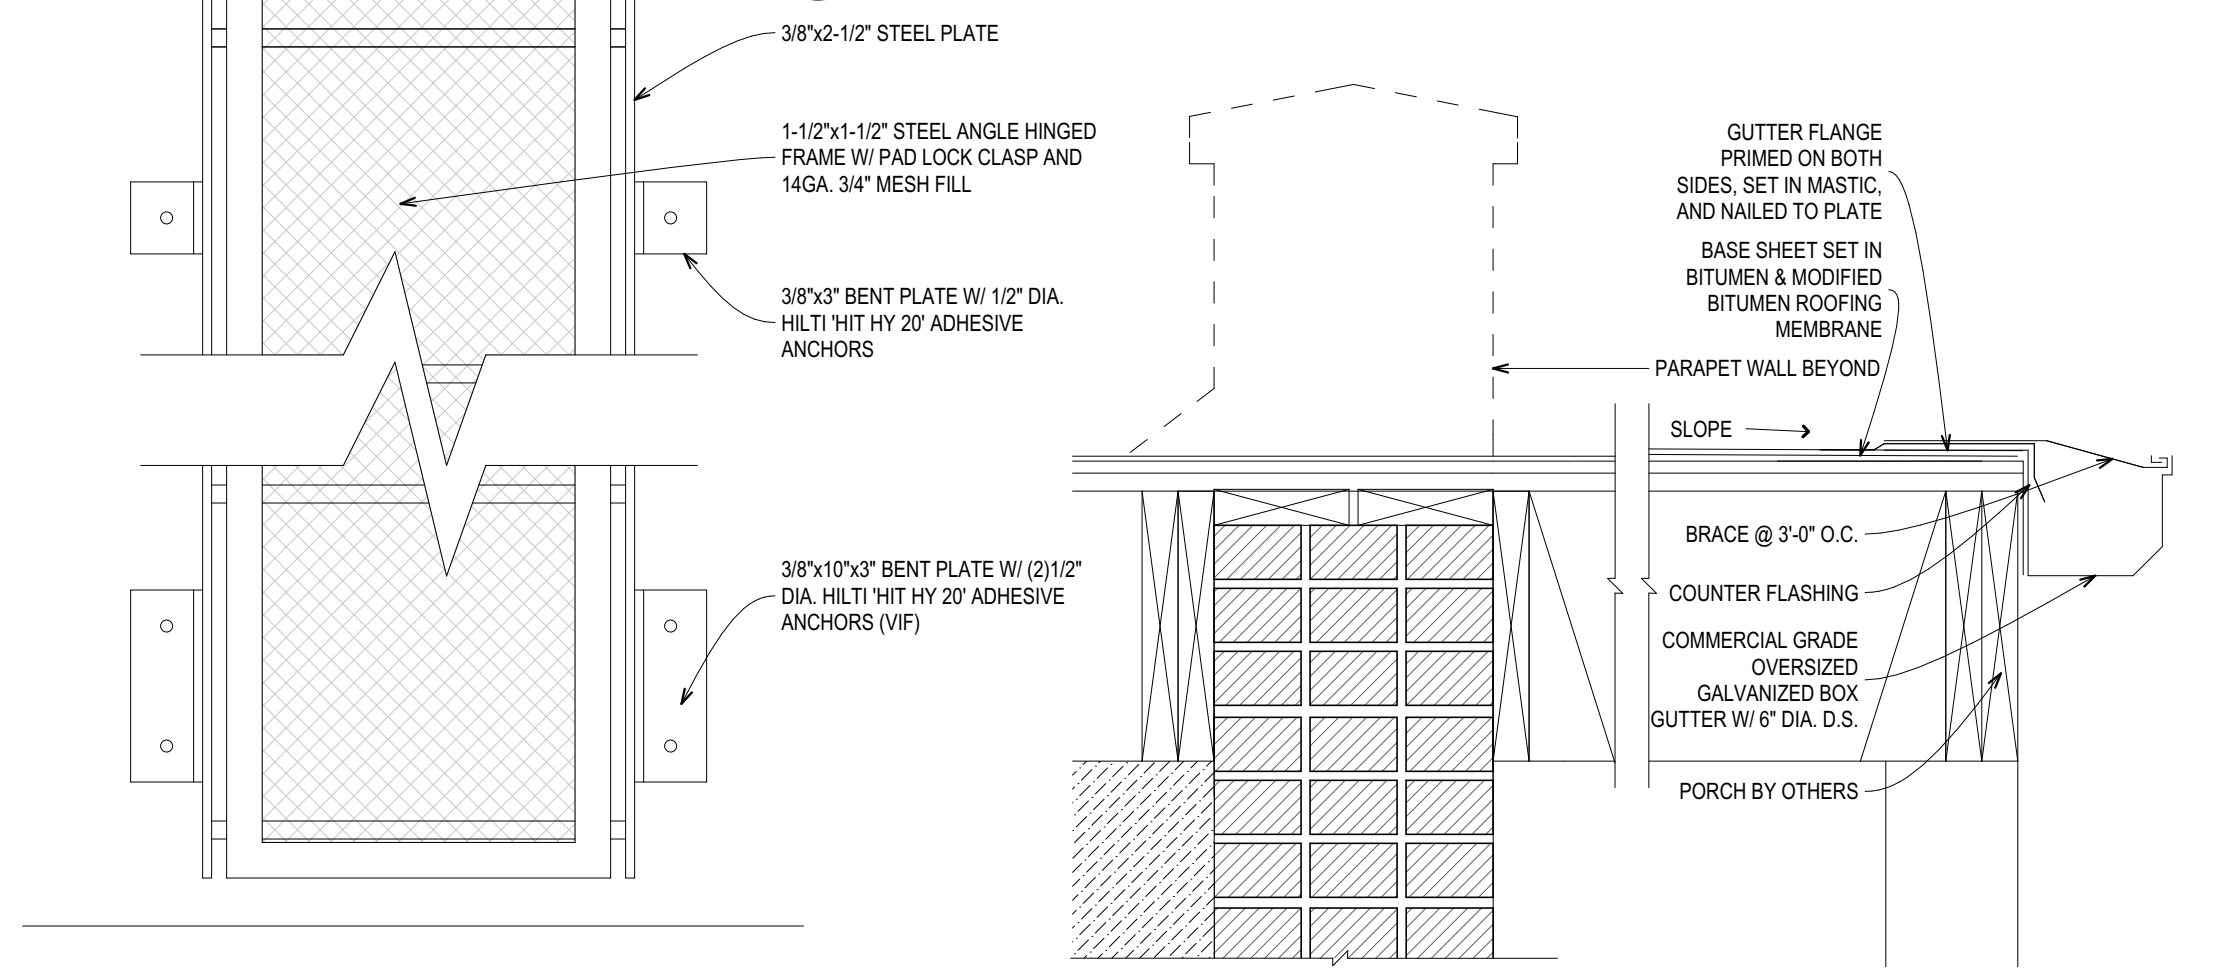 3/8"x2-1/2" STEEL PLATE
1-1/2"x1-1/2" STEEL ANGLE HINGED
FRAME W/ PAD LOCK CLASP AND
14GA. 3/4" MESH FILL
3/8"x3" BENT PLATE W/ 1/2" DIA.
HILTI 'HIT HY 20' ADHESIVE
ANCHORS
3/8"x10"x3" BENT PLATE W/ (2)1/2"
DIA. HILTI 'HIT HY 20' ADHESIVE
ANCHORS (VIF)
GUTTER FLANGE
PRIMED ON BOTH
SIDES, SET IN MASTIC,
AND NAILED TO PLATE
BASE SHEET SET IN
BITUMEN & MODIFIED
BITUMEN ROOFING
MEMBRANE
PARAPET WALL BEYOND
SLOPE
BRACE @ 3'-0" O.C.
COUNTER FLASHING
COMMERCIAL GRADE
OVERSIZED
GALVANIZED BOX
GUTTER W/ 6" DIA. D.S.
PORCH BY OTHERS